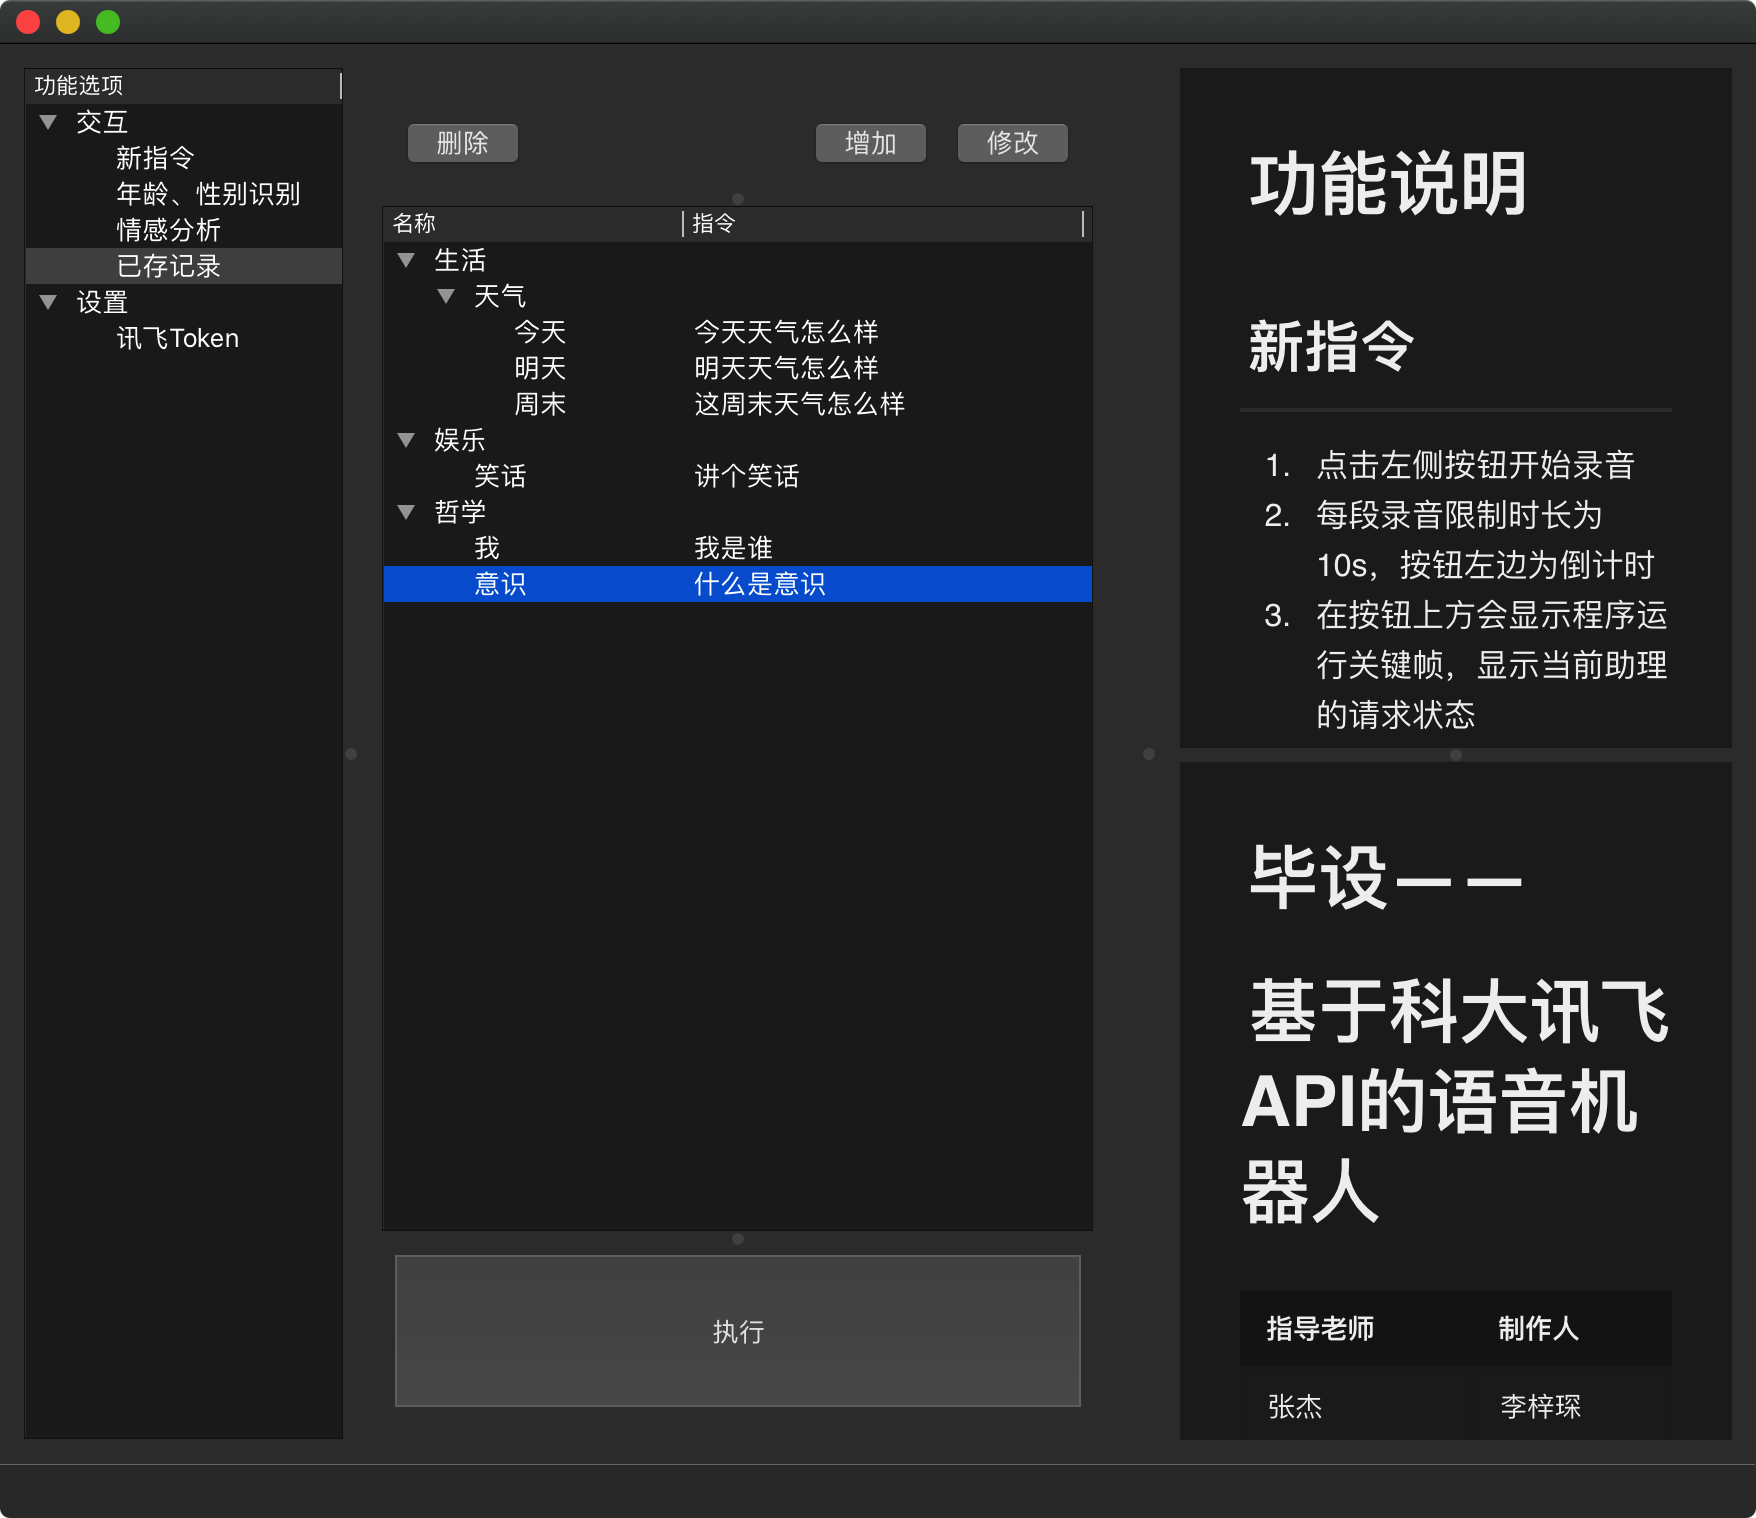 功能选项
交互
新指令
年龄、性别识别
情感分析
已存记录
设置
讯飞Token
删除 增加 修改
名称 指令
生活
天气
今天 今天天气怎么样
明天 明天天气怎么样
周末 这周末天气怎么样
娱乐
笑话 讲个笑话
哲学
我 我是谁
意识 什么是意识
执行
功能说明
新指令
1. 点击左侧按钮开始录音
2. 每段录音限制时长为
10s，按钮左边为倒计时
3. 在按钮上方会显示程序运
行关键帧，显示当前助理
的请求状态
毕设——
基于科大讯飞
API的语音机
器人
指导老师 制作人
张杰 李梓琛